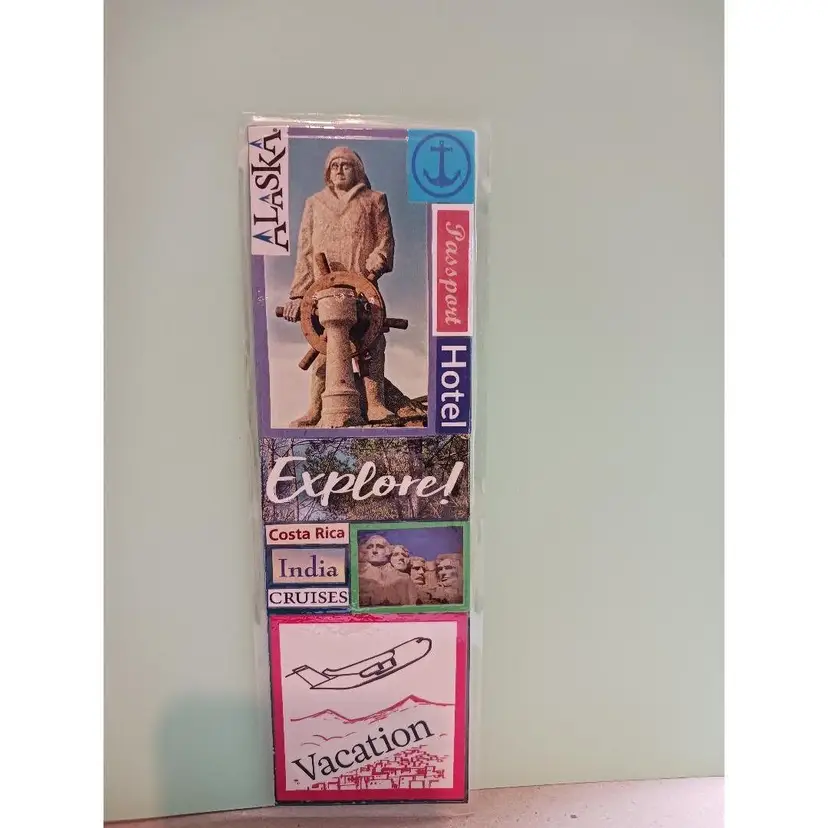 ALASKA
Passport
Hotel
Explore!
Costa Rica
India
CRUISES
Vacation